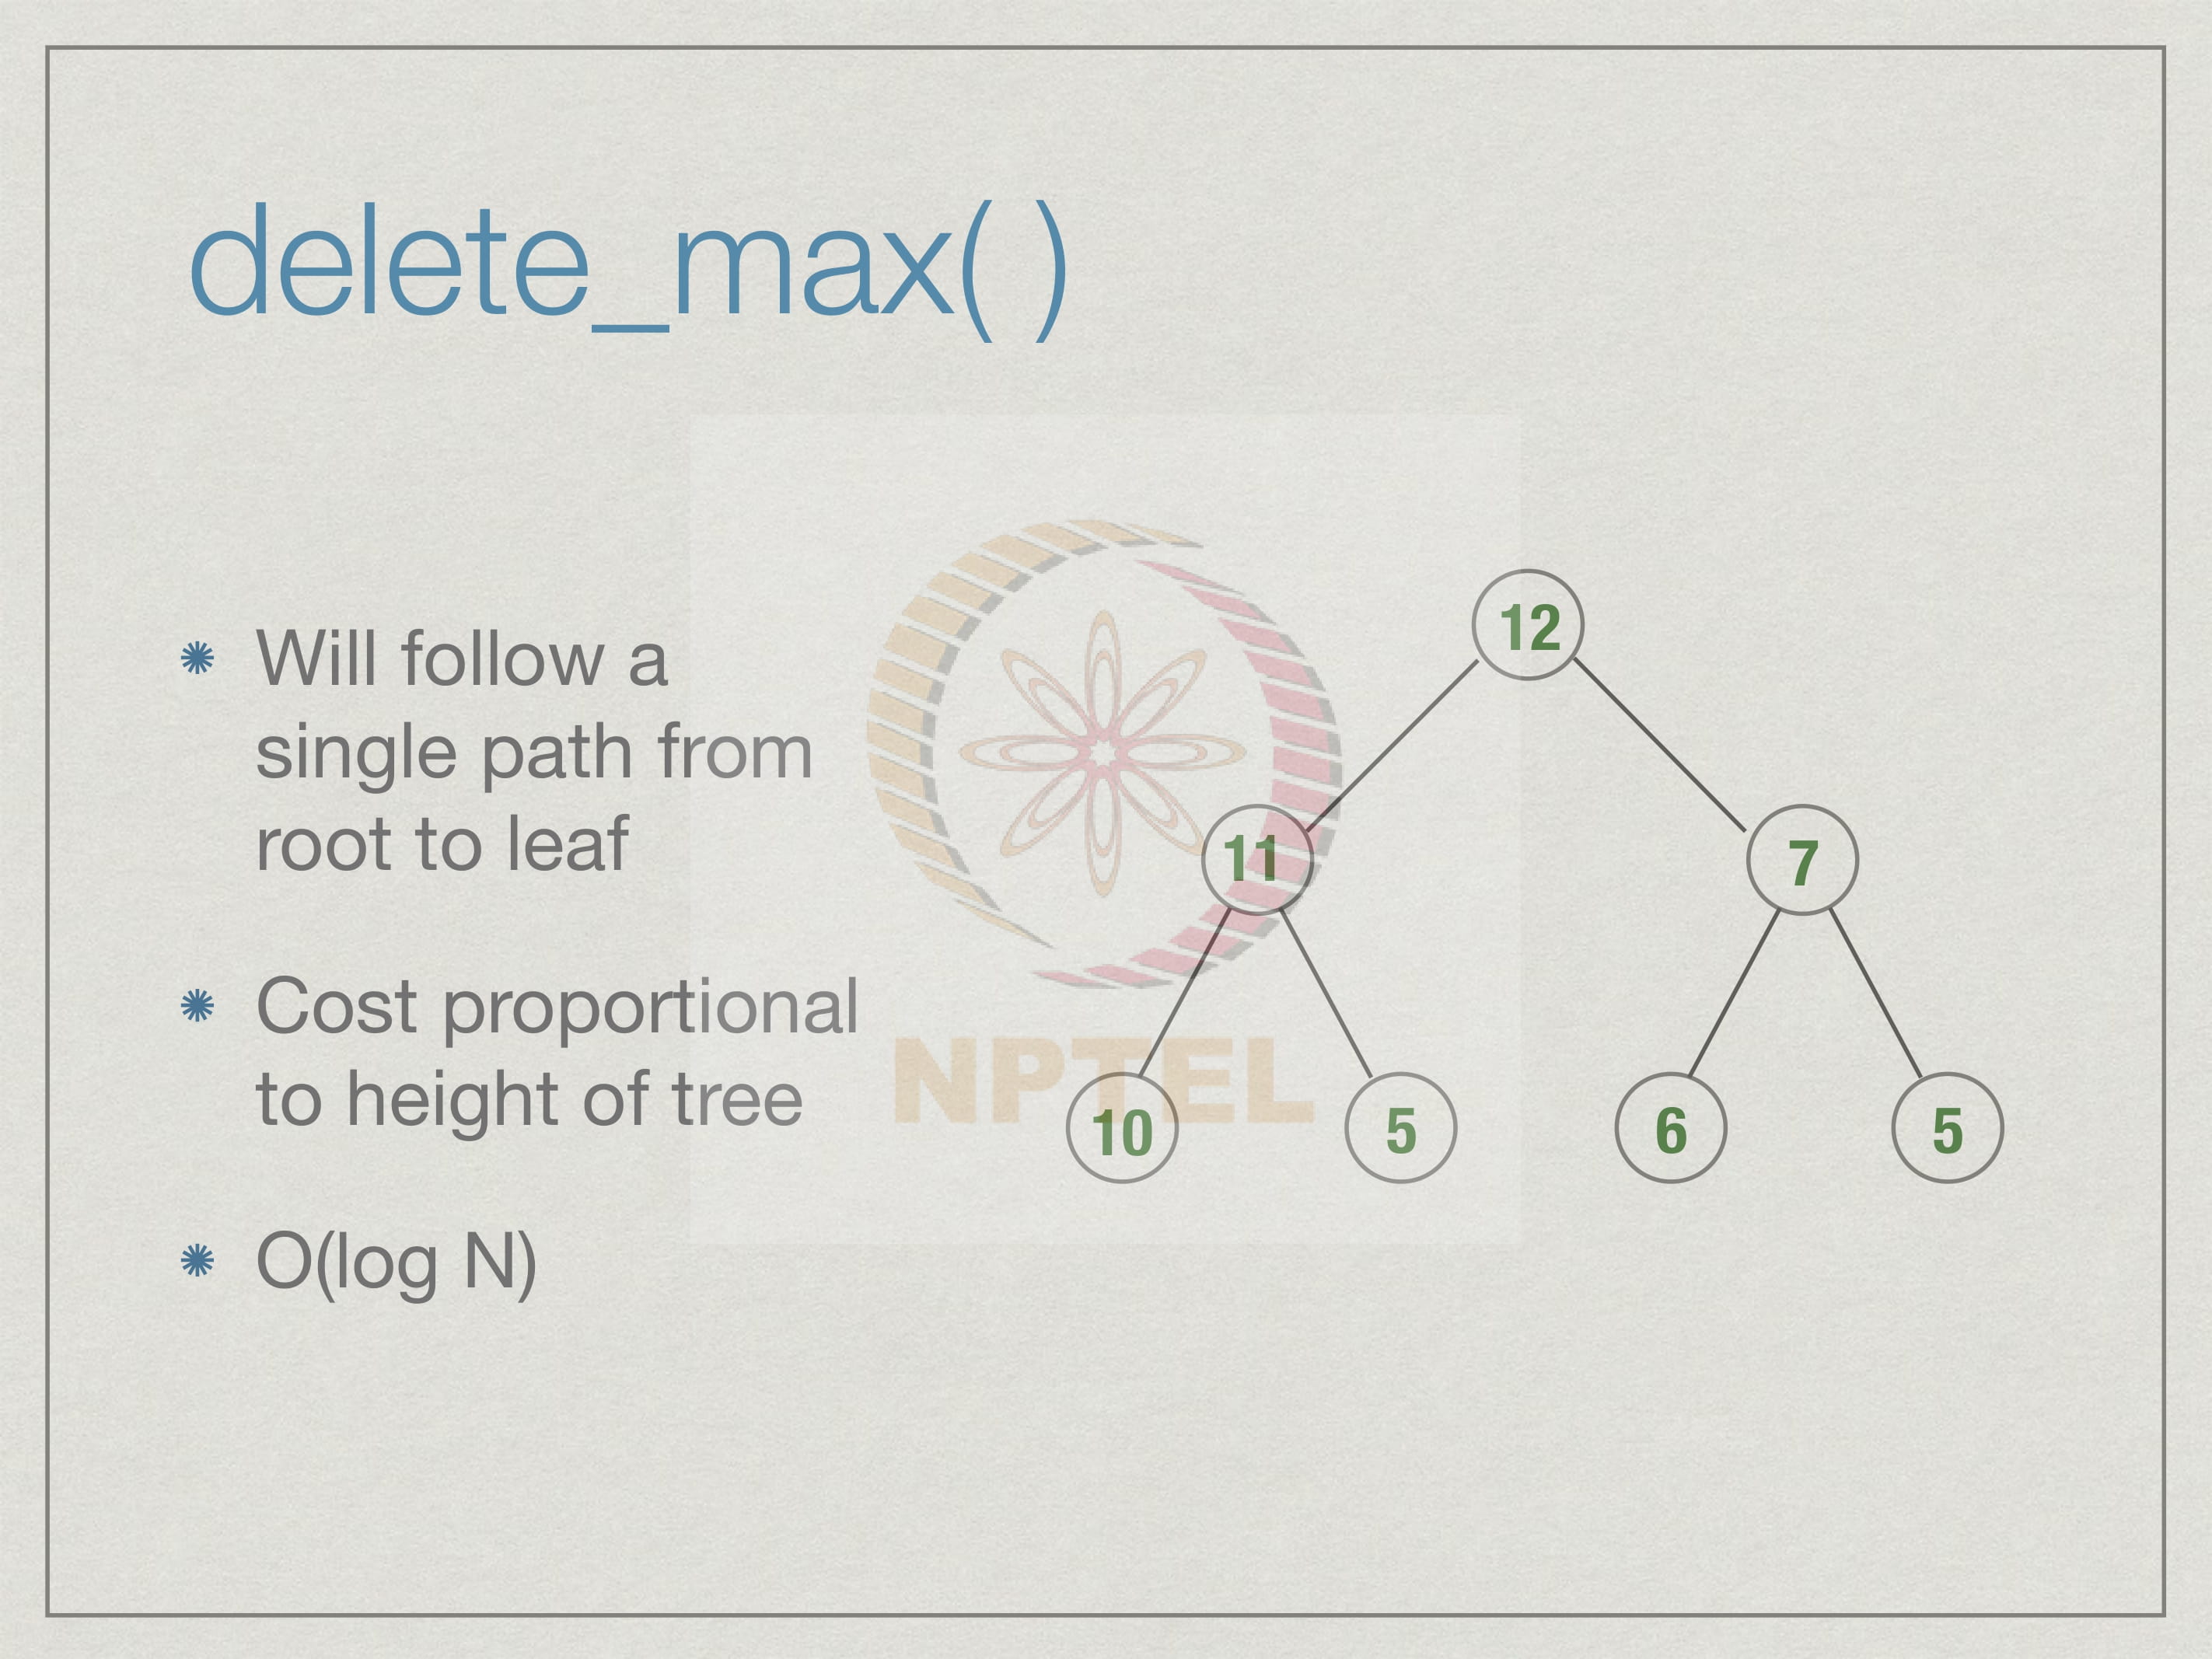 delete_max( )
Will follow a
single path from
root to leaf
Cost proportional
to height of tree
O(log N)
12
11
7
10
5
6
5
NPTEL